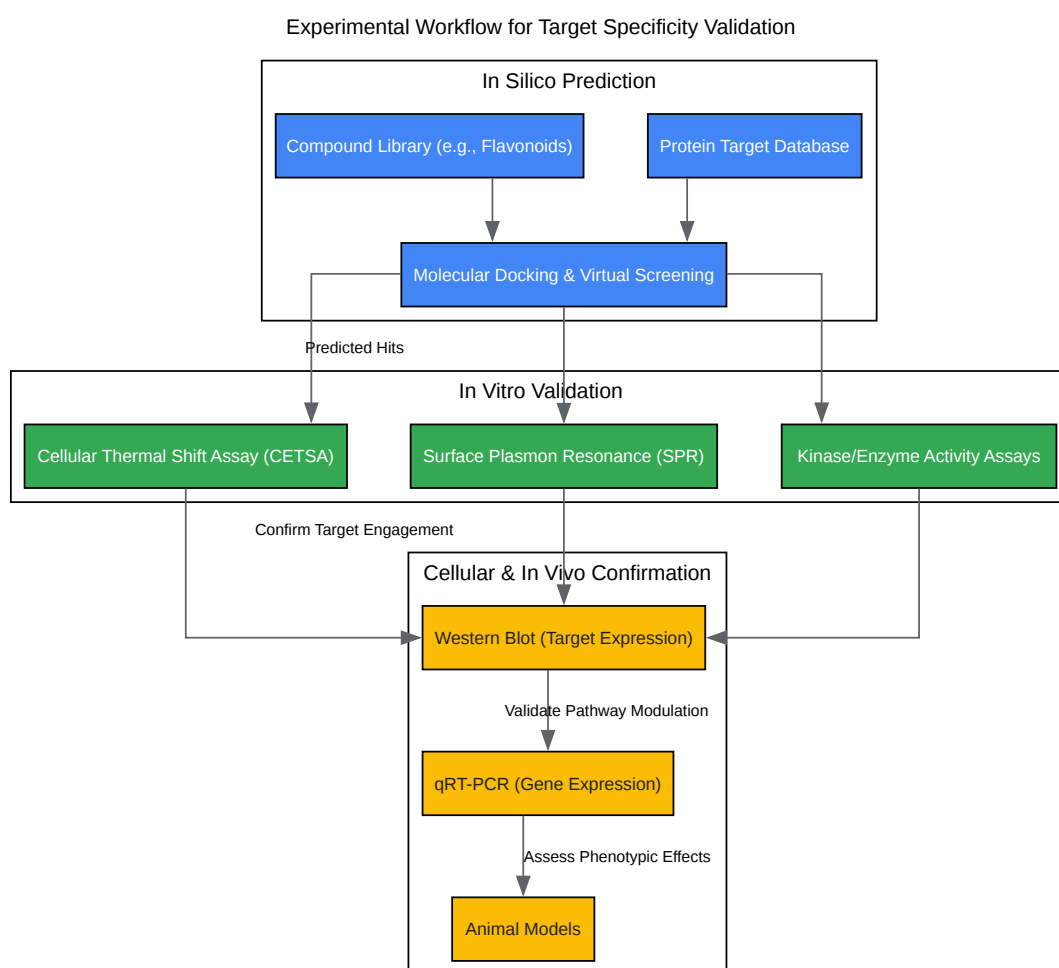 Experimental Workflow for Target Specificity Validation
In Silico Prediction
Compound Library (e.g., Flavonoids)
Protein Target Database
Molecular Docking & Virtual Screening
Predicted Hits
In Vitro Validation
Cellular Thermal Shift Assay (CETSA)
Surface Plasmon Resonance (SPR)
Kinase/Enzyme Activity Assays
Confirm Target Engagement
Cellular & In Vivo Confirmation
Western Blot (Target Expression)
Validate Pathway Modulation
qRT-PCR (Gene Expression)
Assess Phenotypic Effects
Animal Models